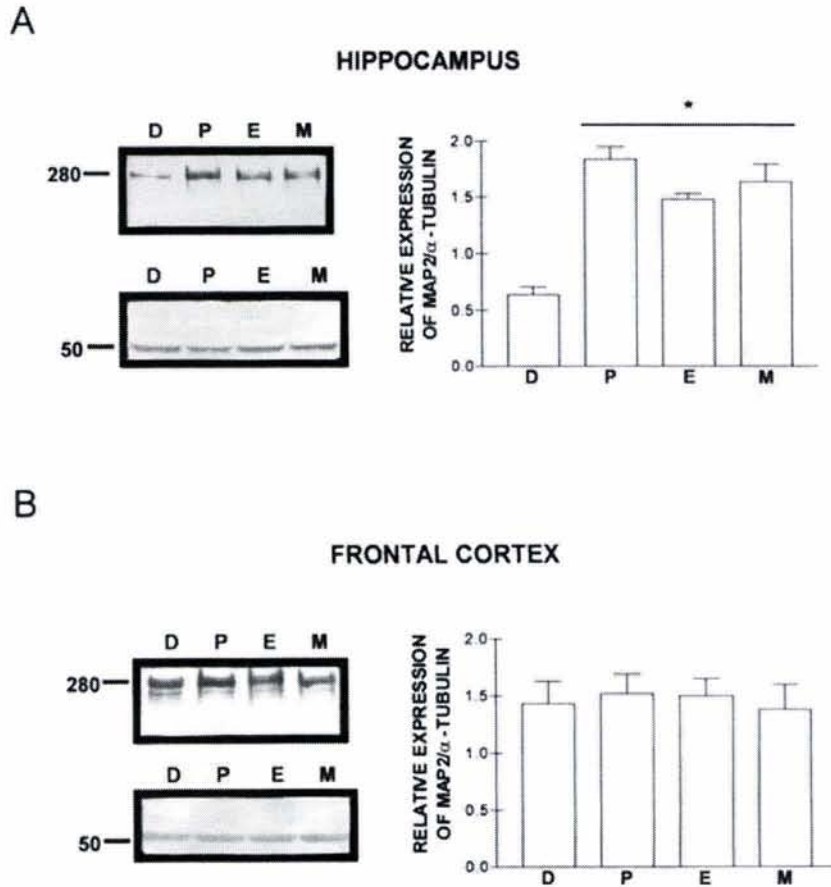 A
HIPPOCAMPUS
D P E M
280
D P E M
50
*
RELATIVE EXPRESSION
OF MAP2/α-TUBULIN
2.0
1.5
1.0
0.5
0.0
D P E M
B
FRONTAL CORTEX
D P E M
280
D P E M
50
RELATIVE EXPRESSION
OF MAP2/α-TUBULIN
2.0
1.5
1.0
0.5
0.0
D P E M